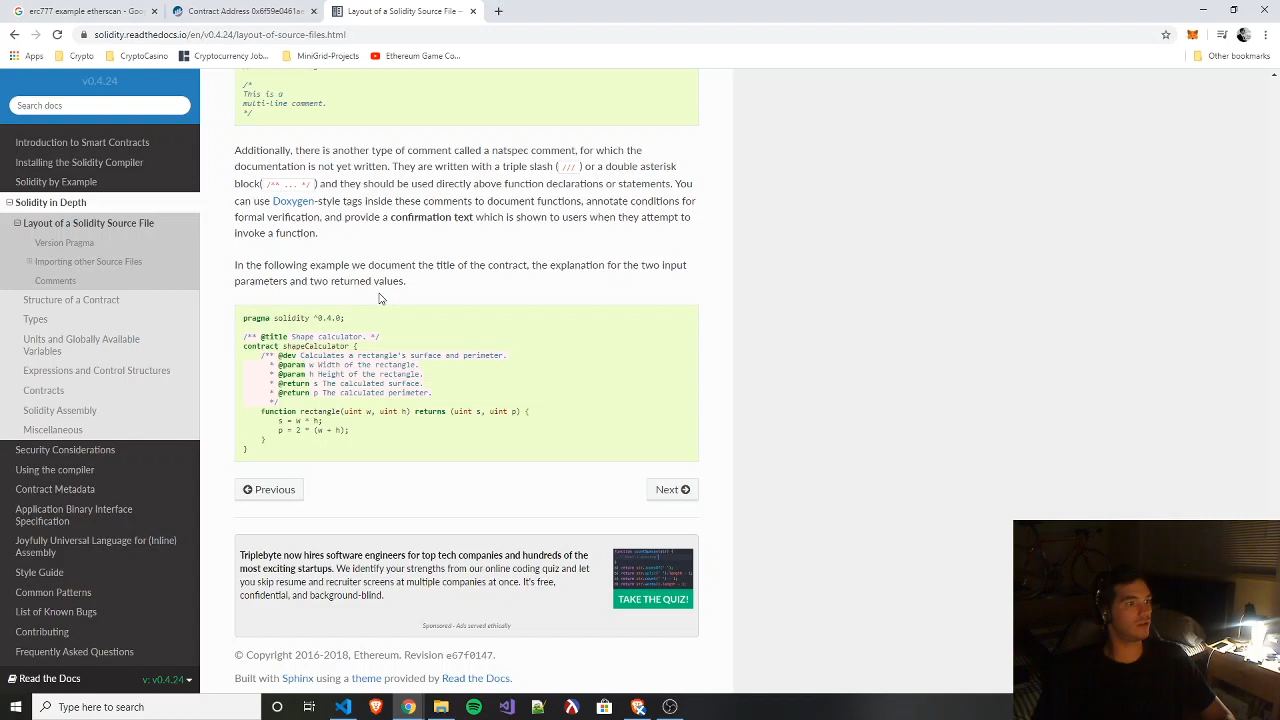 erc777 example etherscan - Goo
Contract Address 0x6f59e0461ae
Layout of a Solidity Source File —
solidity.readthedocs.io/en/v0.4.24/layout-of-source-files.html
Apps
Crypto
CryptoCasino
Cryptocurrency Job...
MiniGrid-Projects
Ethereum Game Co...
Other bookmarks
v0.4.24
Search docs
Introduction to Smart Contracts
Installing the Solidity Compiler
Solidity by Example
Solidity in Depth
Layout of a Solidity Source File
Version Pragma
Importing other Source Files
Comments
Structure of a Contract
Types
Units and Globally Available
Variables
Expressions and Control Structures
Contracts
Solidity Assembly
Miscellaneous
Security Considerations
Using the compiler
Contract Metadata
Application Binary Interface
Specification
Joyfully Universal Language for (Inline)
Assembly
Style Guide
Common Patterns
List of Known Bugs
Contributing
Frequently Asked Questions
Read the Docs
v: v0.4.24
/*
This is a
multi-line comment.
*/
Additionally, there is another type of comment called a natspec comment, for which the
documentation is not yet written. They are written with a triple slash ( /// ) or a double asterisk
block( /** ... */ ) and they should be used directly above function declarations or statements. You
can use Doxygen-style tags inside these comments to document functions, annotate conditions for
formal verification, and provide a confirmation text which is shown to users when they attempt to
invoke a function.
In the following example we document the title of the contract, the explanation for the two input
parameters and two returned values.
pragma solidity ^0.4.0;
/** @title Shape calculator. */
contract shapeCalculator {
/** @dev Calculates a rectangle's surface and perimeter.
* @param w Width of the rectangle.
* @param h Height of the rectangle.
* @return s The calculated surface.
* @return p The calculated perimeter.
*/
function rectangle(uint w, uint h) returns (uint s, uint p) {
s = w * h;
p = 2 * (w + h);
}
}
Previous
Next
Triplebyte now hires software engineers for top tech companies and hundreds of the
most exciting startups. We identify your strengths from our online coding quiz and let
you skip resume and recruiter screens at multiple companies at once. It's free,
confidential, and background-blind.
TAKE THE QUIZ!
Sponsored · Ads served ethically
© Copyright 2016-2018, Ethereum. Revision e67f0147.
Built with Sphinx using a theme provided by Read the Docs.
Type here to search